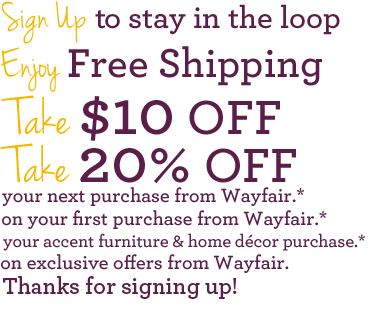 Sign Up to stay in the loop
Enjoy Free Shipping
Take $10 OFF
Take 20% OFF
your next purchase from Wayfair.*
on your first purchase from Wayfair.*
your accent furniture & home décor purchase.*
on exclusive offers from Wayfair.
Thanks for signing up!